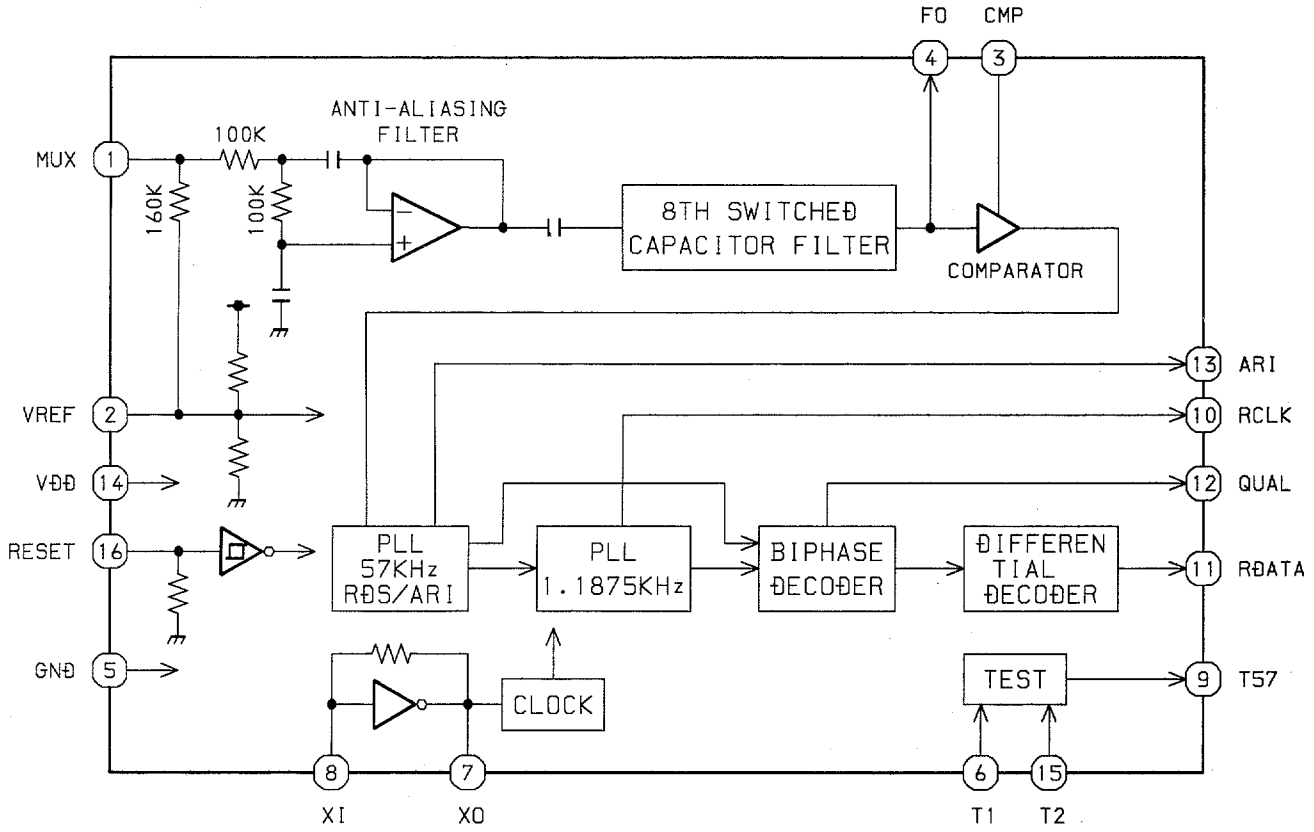 FO CMP
4 3
ANTI-ALIASING
FILTER
MUX 1
100K
160K
100K
8TH SWITCHED
CAPACITOR FILTER
COMPARATOR
13 ARI
VREF 2
10 RCLK
VDD 14
12 QUAL
RESET 16
PLL
57KHz
RDS/ARI
PLL
1.1875KHz
BIPHASE
DECODER
DIFFEREN
TIAL
DECODER
11 RDATA
GND 5
CLOCK
TEST
9 T57
8 7 6 15
XI XO T1 T2